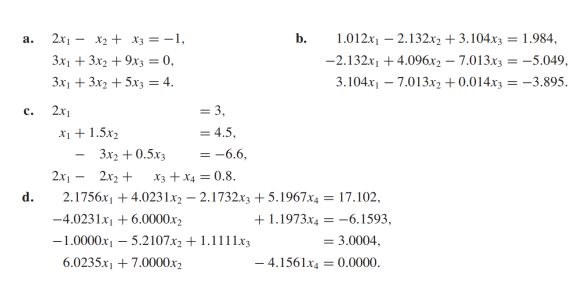 a. 2x₁ − x₂ + x₃ = −1,
3x₁ + 3x₂ + 9x₃ = 0,
3x₁ + 3x₂ + 5x₃ = 4.
b. 1.012x₁ − 2.132x₂ + 3.104x₃ = 1.984,
−2.132x₁ + 4.096x₂ − 7.013x₃ = −5.049,
3.104x₁ − 7.013x₂ + 0.014x₃ = −3.895.
c. 2x₁ = 3,
x₁ + 1.5x₂ = 4.5,
− 3x₂ + 0.5x₃ = −6.6,
2x₁ − 2x₂ + x₃ + x₄ = 0.8.
d. 2.1756x₁ + 4.0231x₂ − 2.1732x₃ + 5.1967x₄ = 17.102,
−4.0231x₁ + 6.0000x₂ + 1.1973x₄ = −6.1593,
−1.0000x₁ − 5.2107x₂ + 1.1111x₃ = 3.0004,
6.0235x₁ + 7.0000x₂ − 4.1561x₄ = 0.0000.